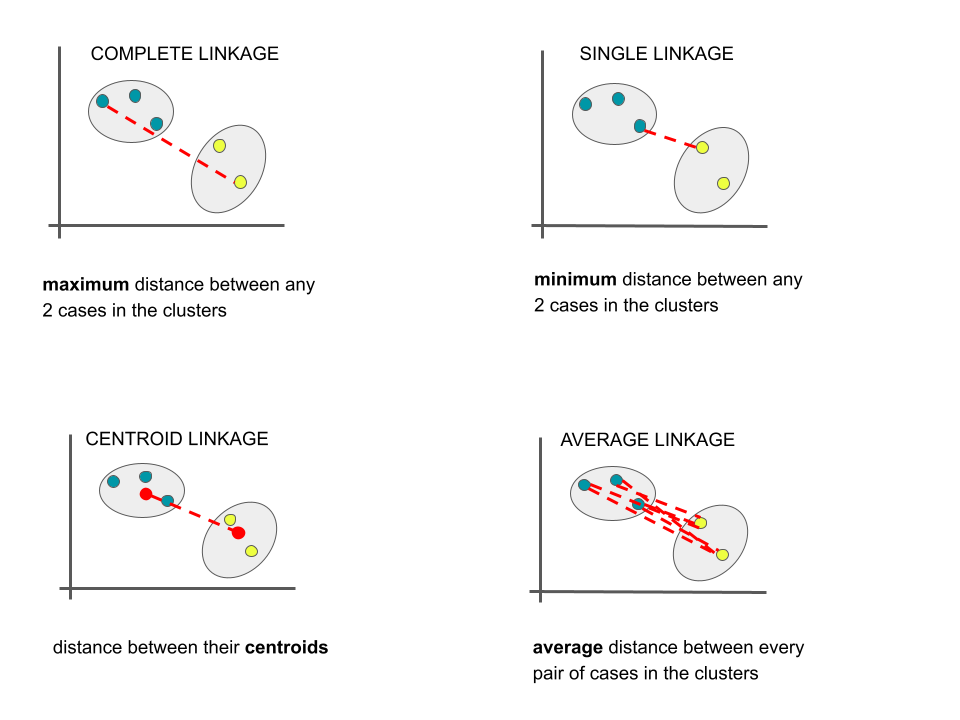 COMPLETE LINKAGE
maximum distance between any
2 cases in the clusters
SINGLE LINKAGE
minimum distance between any
2 cases in the clusters
CENTROID LINKAGE
distance between their centroids
AVERAGE LINKAGE
average distance between every
pair of cases in the clusters